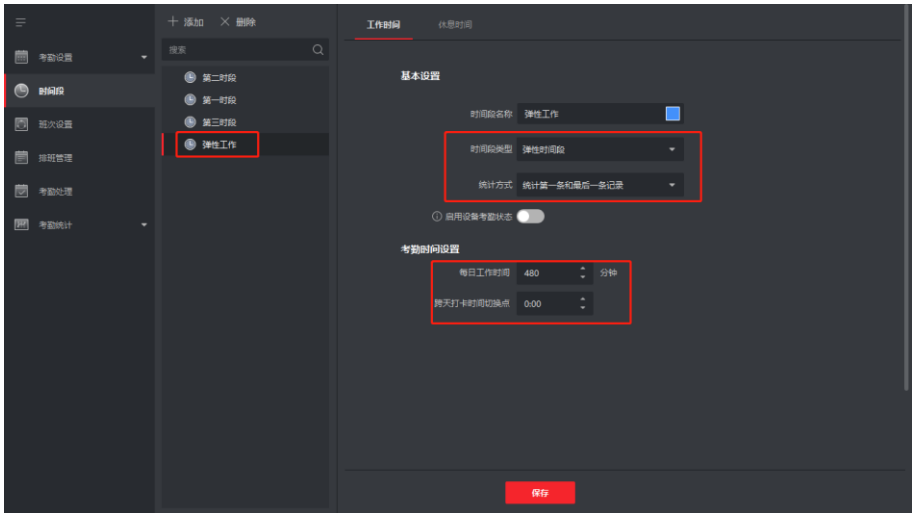 考勤设置
时间段
班次设置
排班管理
考勤处理
考勤统计
添加 删除
搜索
第二时段
第一时段
第三时段
弹性工作
工作时间 休息时间
基本设置
时间段名称 弹性工作
时间段类型 弹性时间段
统计方式 统计第一条和最后一条记录
启用设备考勤状态
考勤时间设置
每日工作时间 480 分钟
跨天打卡时间切换点 0:00
保存